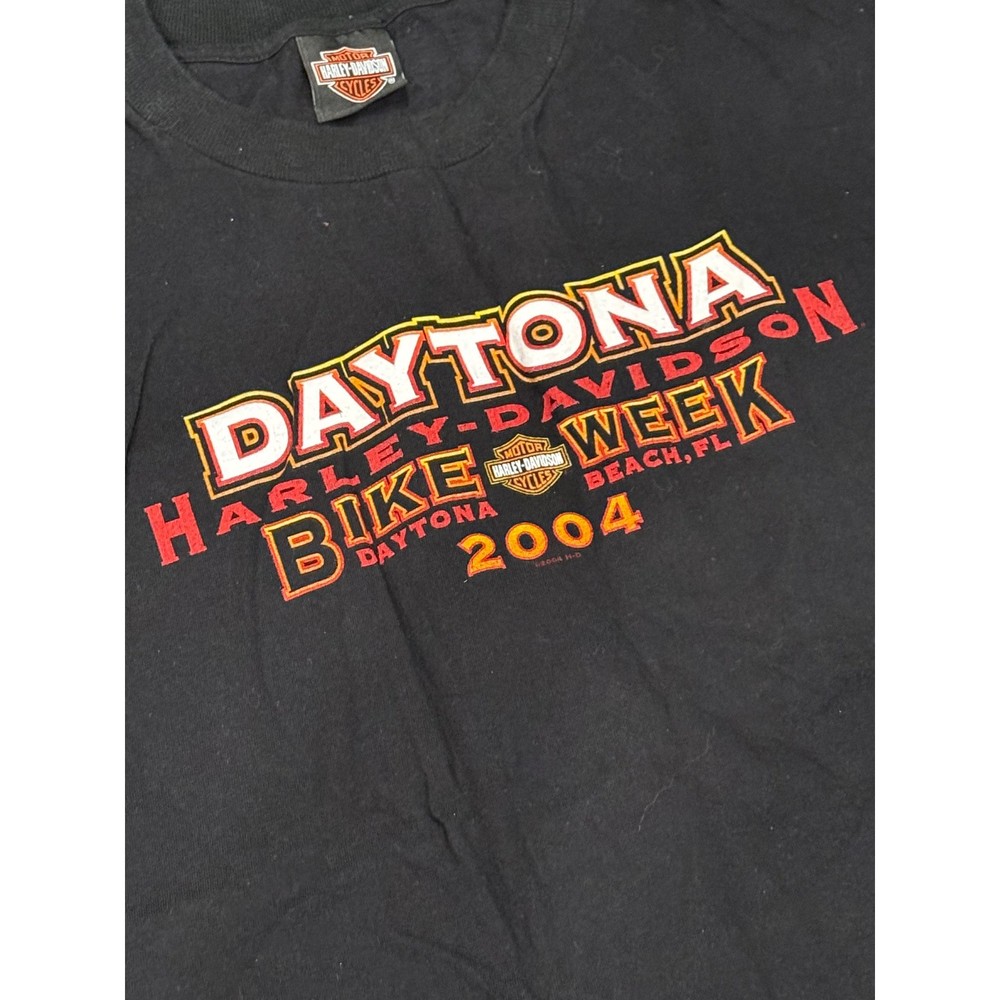 MOTOR
HARLEY-DAVIDSON
CYCLES
DAYTONA
HARLEY-DAVIDSON
BIKE WEEK
MOTOR
HARLEY-DAVIDSON
CYCLES
DAYTONA BEACH, FL
2004
©2004 H-D